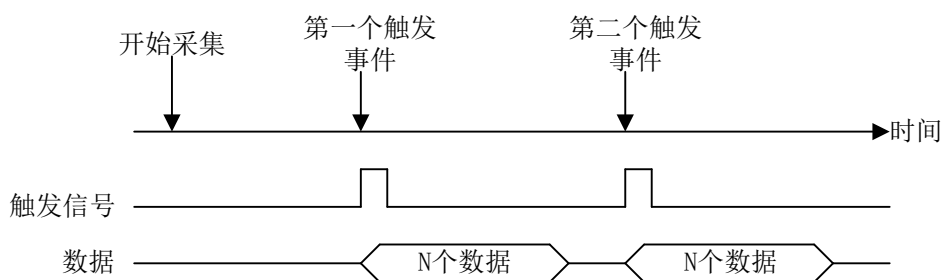 开始采集
第一个触发
事件
第二个触发
事件
时间
触发信号
数据
N个数据
N个数据